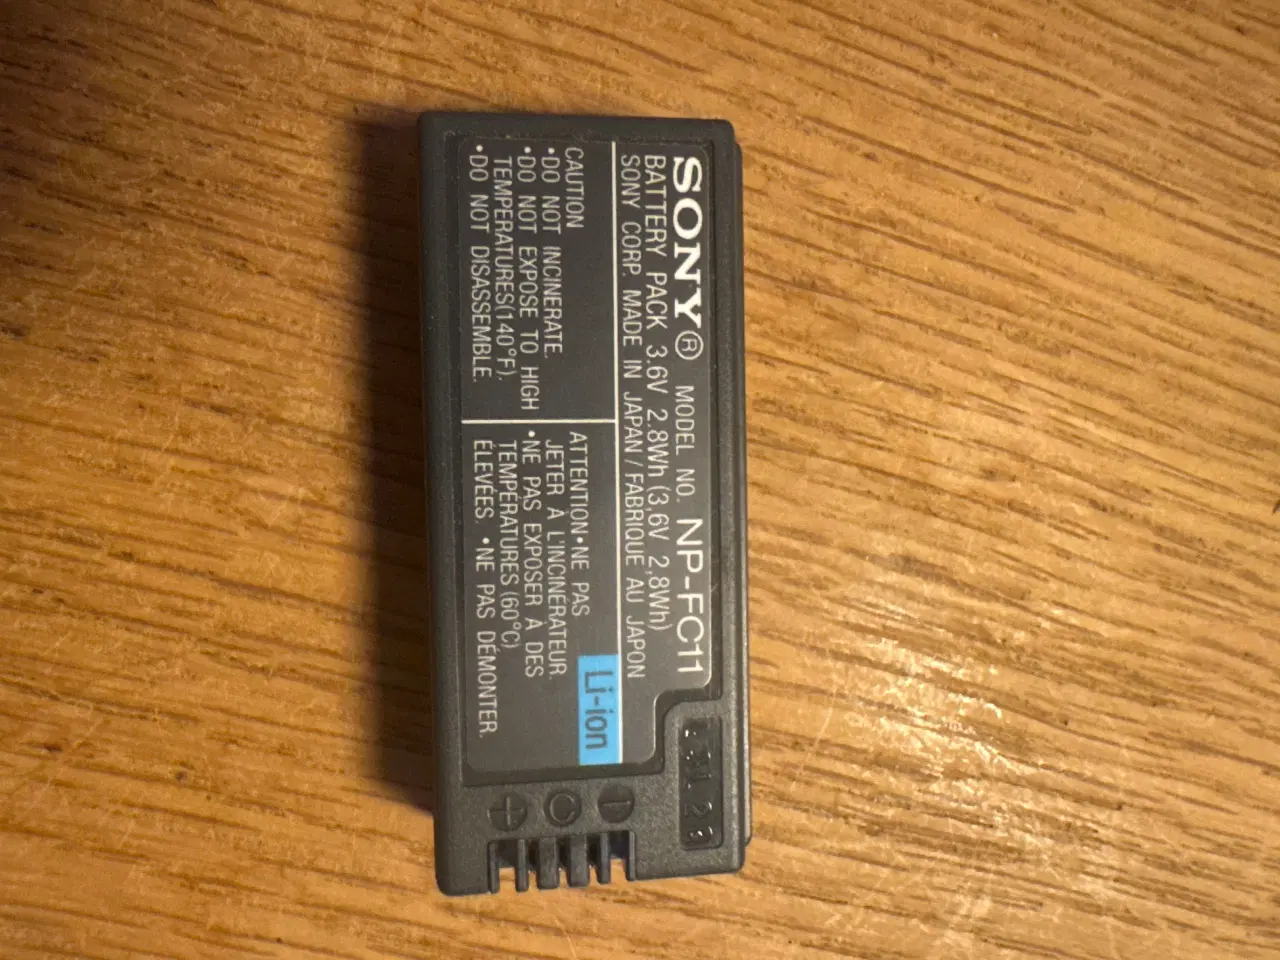 SONY® MODEL NO. NP-FC11
BATTERY PACK 3.6V 2.8Wh (3,6V 2,8Wh)
SONY CORP. MADE IN JAPAN / FABRIQUE AU JAPON
CAUTION
•DO NOT INCINERATE.
•DO NOT EXPOSE TO HIGH
TEMPERATURES(140°F).
•DO NOT DISASSEMBLE.
ATTENTION•NE PAS
JETER À L'INCINÉRATEUR.
•NE PAS EXPOSER À DES
TEMPÉRATURES (60°C)
ÉLEVÉES. •NE PAS DÉMONTER.
Li-ion